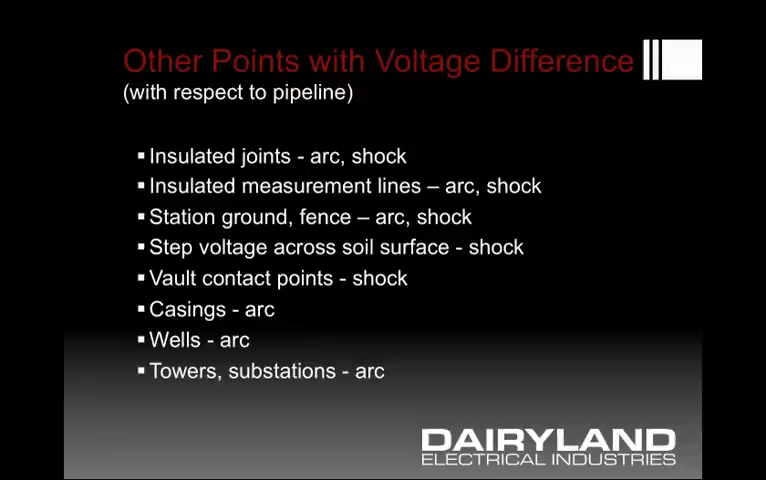 Other Points with Voltage Difference
(with respect to pipeline)
▪Insulated joints - arc, shock
▪Insulated measurement lines – arc, shock
▪Station ground, fence – arc, shock
▪Step voltage across soil surface - shock
▪Vault contact points - shock
▪Casings - arc
▪Wells - arc
▪Towers, substations - arc
DAIRYLAND
ELECTRICAL INDUSTRIES